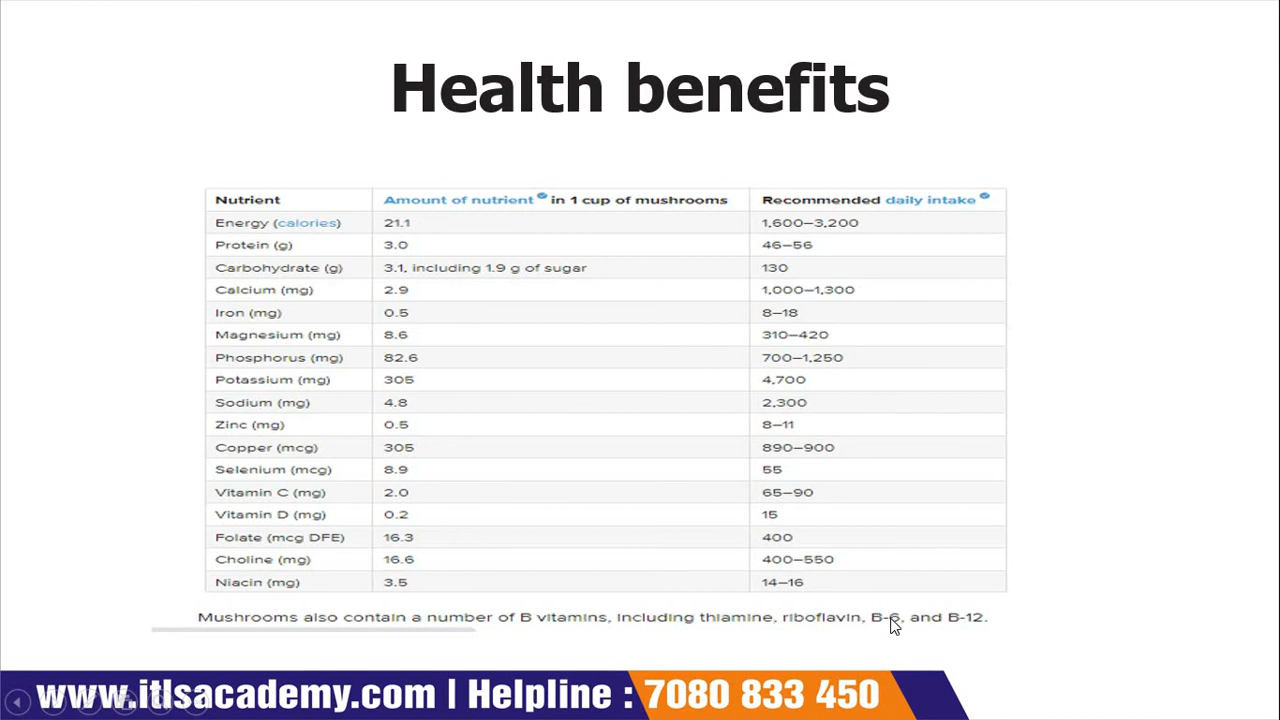 Health benefits
Nutrient Amount of nutrient in 1 cup of mushrooms Recommended daily intake
Energy (calories) 21.1 1,600–3,200
Protein (g) 3.0 46–56
Carbohydrate (g) 3.1, including 1.9 g of sugar 130
Calcium (mg) 2.9 1,000–1,300
Iron (mg) 0.5 8–18
Magnesium (mg) 8.6 310–420
Phosphorus (mg) 82.6 700–1,250
Potassium (mg) 305 4,700
Sodium (mg) 4.8 2,300
Zinc (mg) 0.5 8–11
Copper (mcg) 305 890–900
Selenium (mcg) 8.9 55
Vitamin C (mg) 2.0 65–90
Vitamin D (mg) 0.2 15
Folate (mcg DFE) 16.3 400
Choline (mg) 16.6 400–550
Niacin (mg) 3.5 14–16
Mushrooms also contain a number of B vitamins, including thiamine, riboflavin, B-6, and B-12.
www.itlsacademy.com | Helpline : 7080 833 450